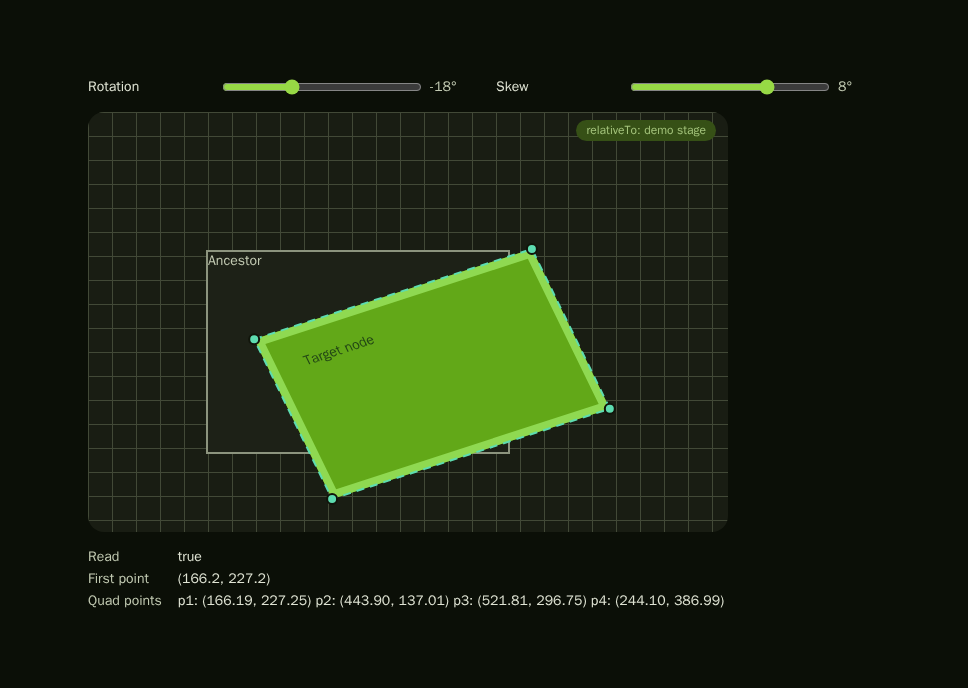 Rotation -18° Skew 8°
relativeTo: demo stage
Ancestor
Target node
Read true
First point (166.2, 227.2)
Quad points p1: (166.19, 227.25) p2: (443.90, 137.01) p3: (521.81, 296.75) p4: (244.10, 386.99)